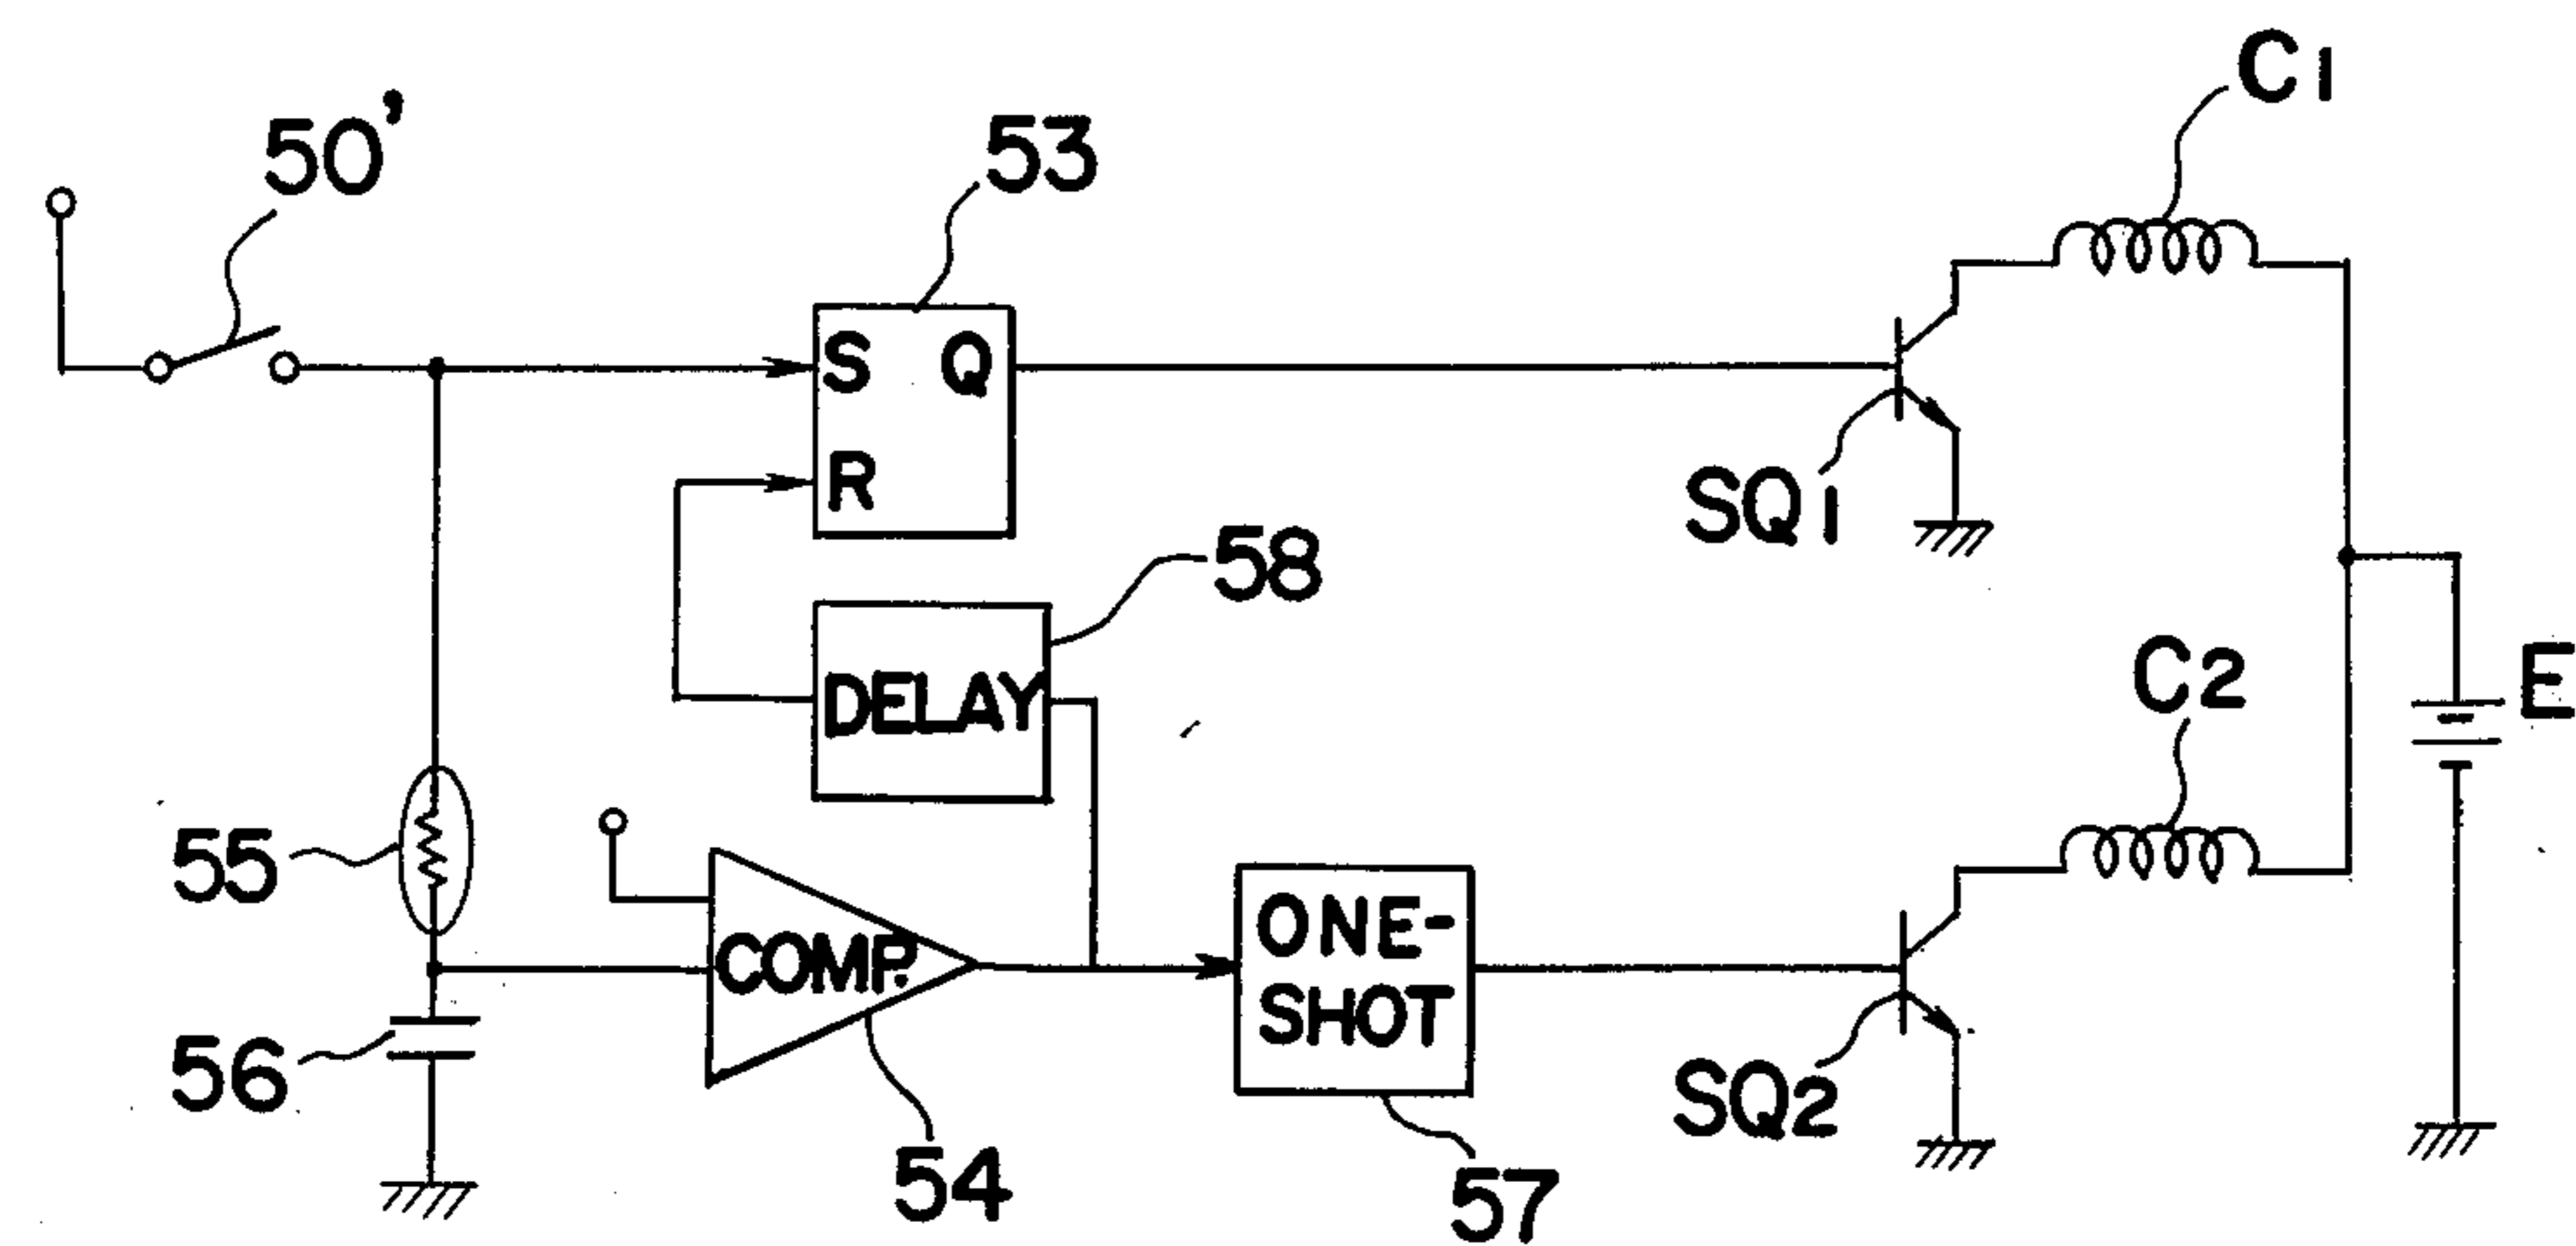 C1
50'
53
S Q
R
SQ1
58
DELAY
C2
E
55
COMP.
ONE-
SHOT
56
SQ2
54
57